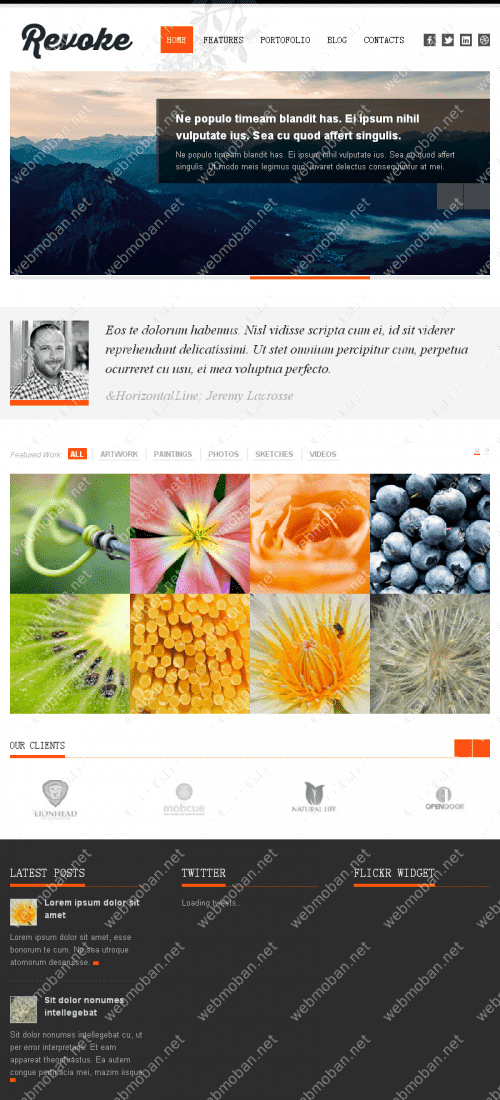 Revoke
HOME FEATURES PORTOFOLIO BLOG CONTACTS
Ne populo timeam blandit has. Ei ipsum nihil
vulputate ius. Sea cu quod affert singulis.
Ne populo timeam blandit has. Ei ipsum nihil vulputate ius. Sea cu quod affert
singulis. Ut modo meis legimus quo, iuvaret delectus consequuntur at mei.
Eos te dolorum habemus. Nisl vidisse scripta cum ei, id sit viderer
reprehendunt delicatissimi. Ut stet omnium percipitur cum, perpetua
ocurreret cu usu, ei mea voluptua perfecto.
&HorizontalLine; Jeremy Lacrosse
Featured Work: ALL ARTWORK PAINTINGS PHOTOS SKETCHES VIDEOS
OUR CLIENTS
LIONHEAD
mobcue
NATURAL LIFE
OPENDOOR
LATEST POSTS
Lorem ipsum dolor sit
amet
Lorem ipsum dolor sit amet, esse
bonorum te cum. No sea utroque
atomorum deseruisse.
Sit dolor nonumes
intellegebat
Sit dolor nonumes intellegebat cu, ut
per error interpretaris. Et eam
appareat theophrastus. Ea autem
congue pertinacia mei, mazim iisque
TWITTER
Loading tweets..
FLICKR WIDGET
webmoban.net